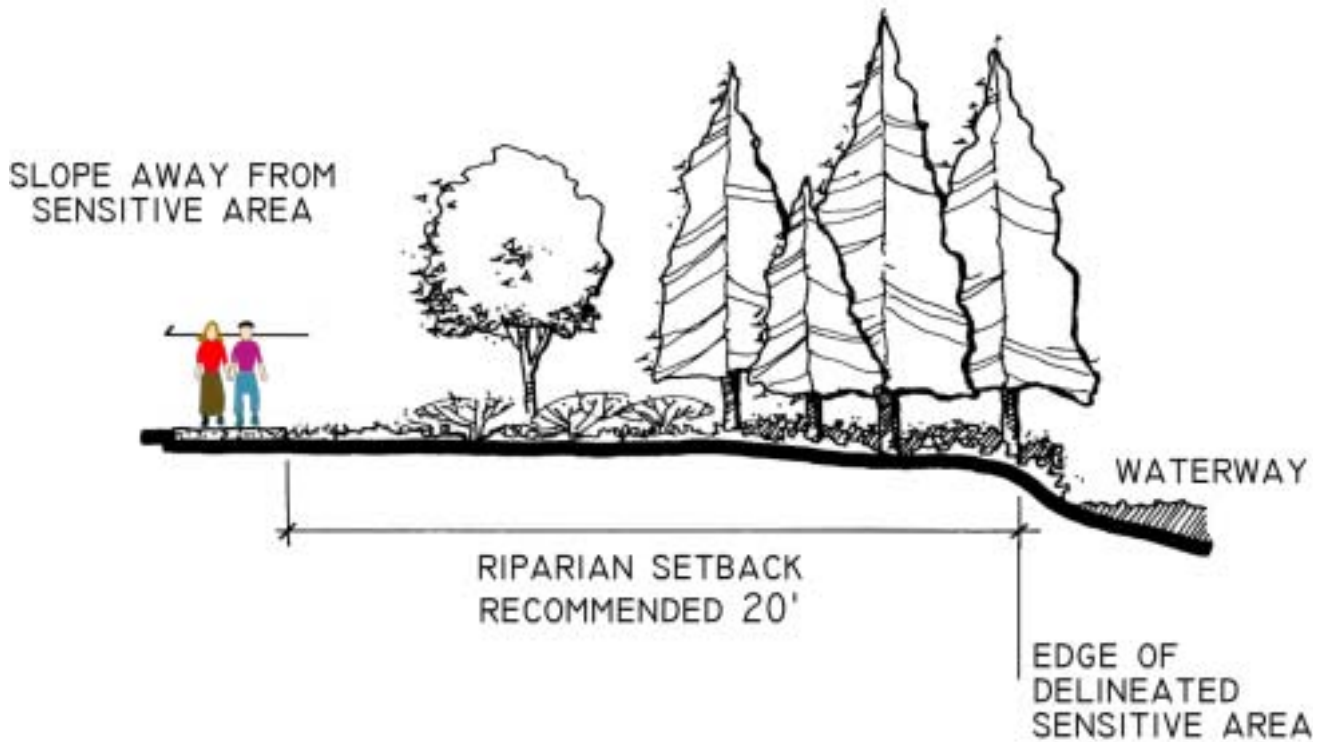 SLOPE AWAY FROM
SENSITIVE AREA
WATERWAY
RIPARIAN SETBACK
RECOMMENDED 20'
EDGE OF
DELINEATED
SENSITIVE AREA